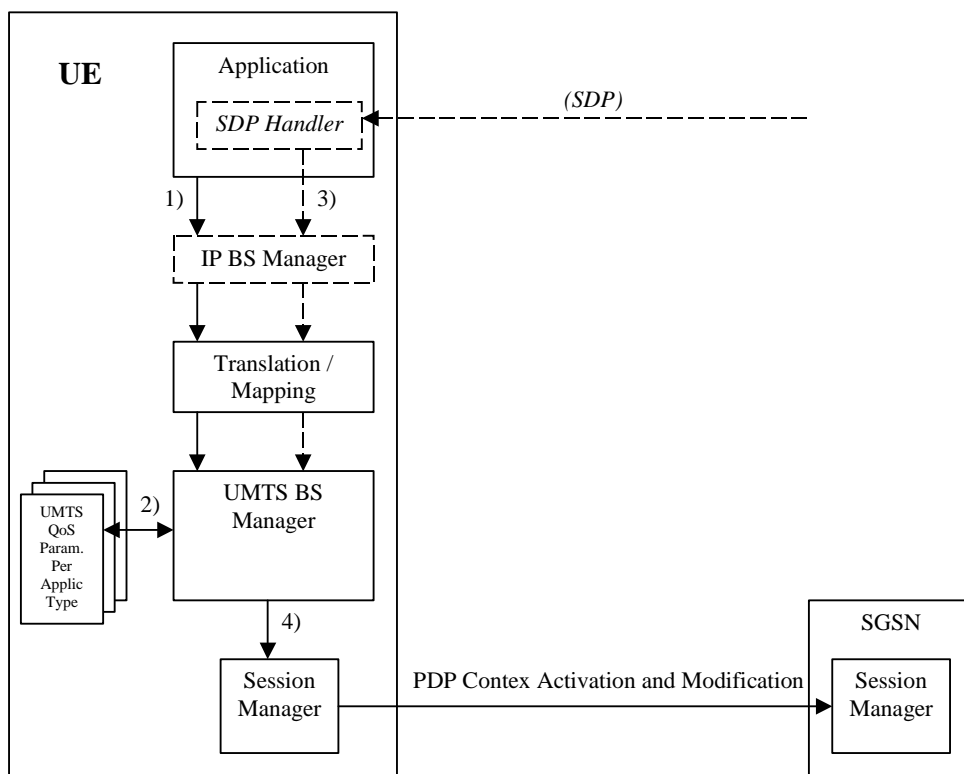 UE
Application
(SDP)
SDP Handler
1)
3)
IP BS Manager
Translation /
Mapping
UMTS BS
Manager
2)
UMTS
QoS
Param.
Per
Applic
Type
4)
SGSN
Session
Manager
PDP Contex Activation and Modification
Session
Manager